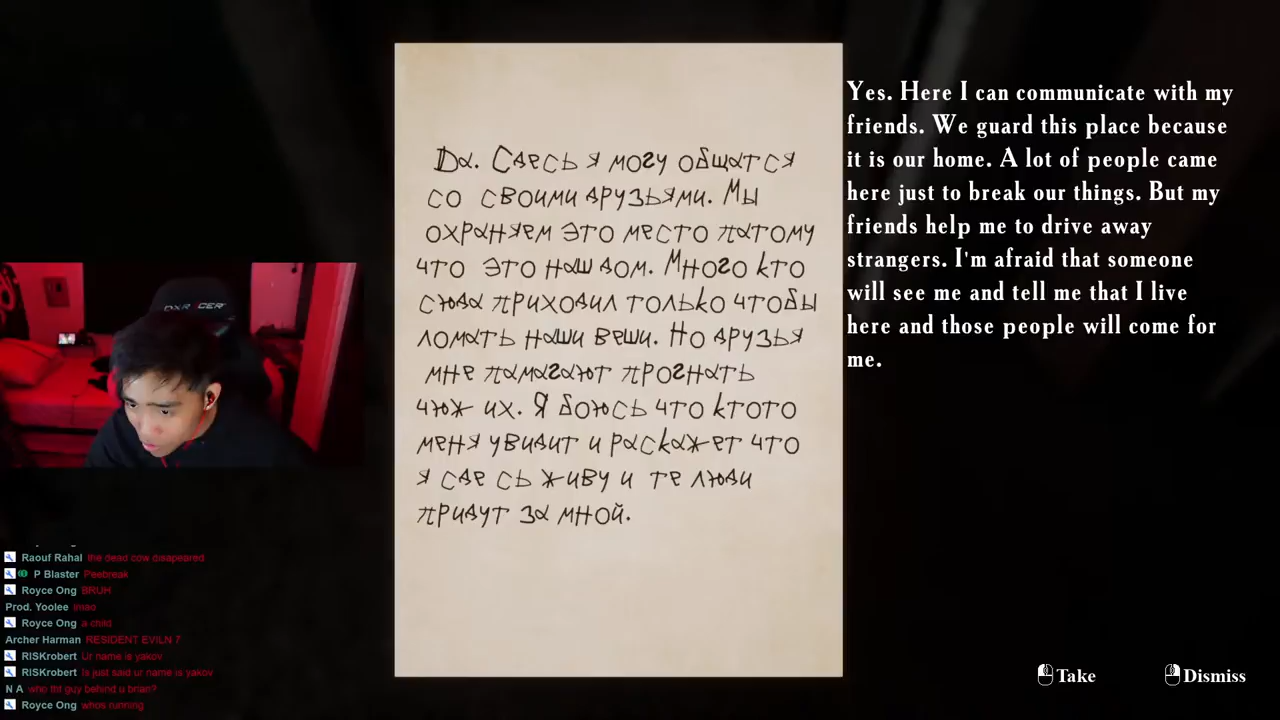 Да. Сдесь я могу общатся
со своими друзьями. Мы
охраняем это место патому
что это наш дом. Много кто
сюда приходил только чтобы
ломать наши веши. Но друзья
мне памагают прогнать
чюж их. Я боюсь что ктото
меня увидит и раскажет что
я сде сь живу и те люди
придут за мной.
Yes. Here I can communicate with my
friends. We guard this place because
it is our home. A lot of people came
here just to break our things. But my
friends help me to drive away
strangers. I'm afraid that someone
will see me and tell me that I live
here and those people will come for
me.
DXRACER
Raouf Rahal the dead cow disapeared
P Blaster Peebreak
Royce Ong BRUH
Prod. Yoolee lmao
Royce Ong a child
Archer Harman RESIDENT EVILN 7
RISKrobert Ur name is yakov
RISKrobert Is just said ur name is yakov
N A who tht guy behind u brian?
Royce Ong whos running
Take
Dismiss